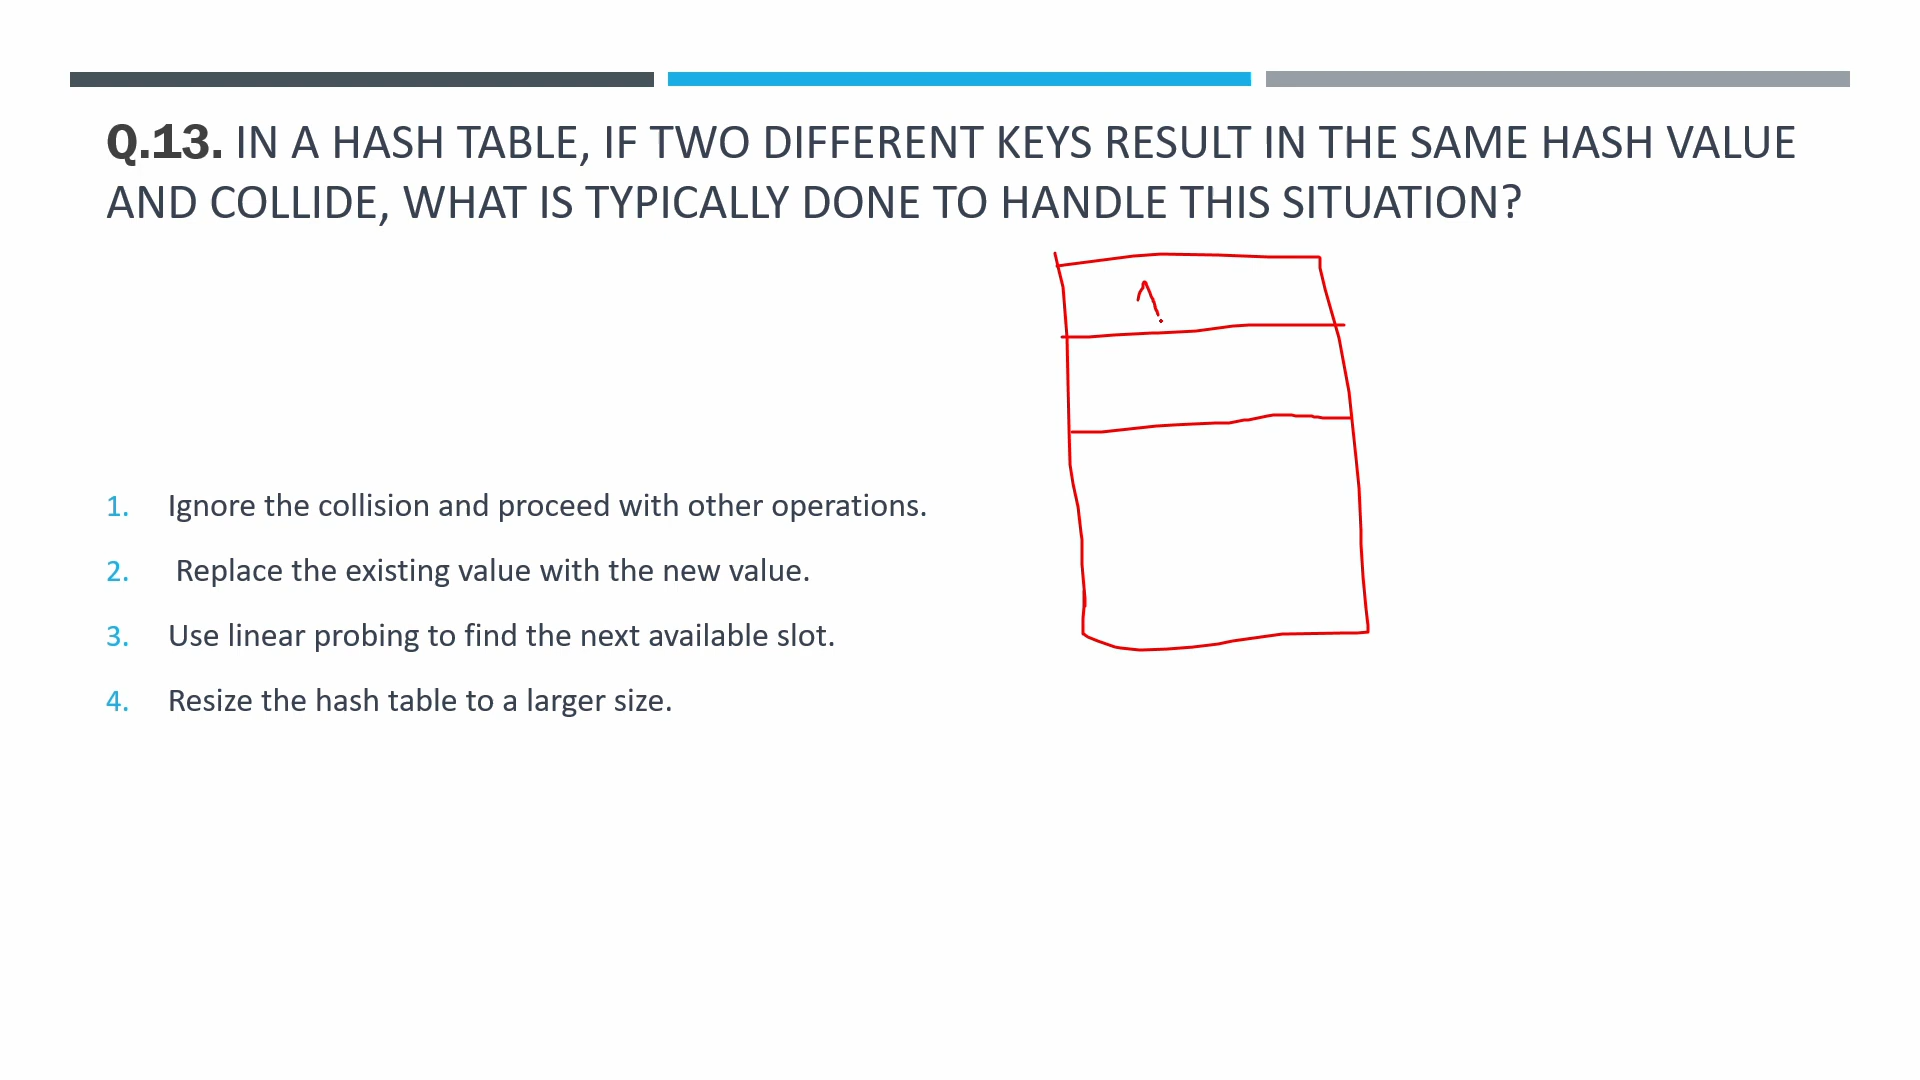 Q.13. IN A HASH TABLE, IF TWO DIFFERENT KEYS RESULT IN THE SAME HASH VALUE
AND COLLIDE, WHAT IS TYPICALLY DONE TO HANDLE THIS SITUATION?
1. Ignore the collision and proceed with other operations.
2. Replace the existing value with the new value.
3. Use linear probing to find the next available slot.
4. Resize the hash table to a larger size.